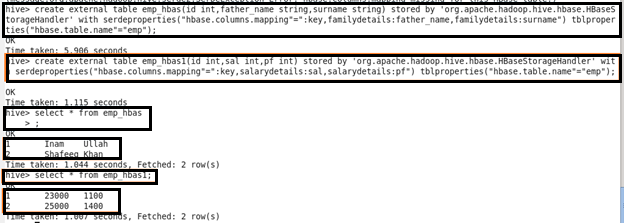 hive> create external table emp_hbas(id int,father_name string,surname string) stored by 'org.apache.hadoop.hive.hbase.HBaseS
torageHandler' with serdeproperties("hbase.columns.mapping"=":key,familydetails:father_name,familydetails:surname") tblproper
ties("hbase.table.name"="emp");
OK
Time taken: 5.906 seconds
hive> create external table emp_hbas1(id int,sal int,pf int) stored by 'org.apache.hadoop.hive.hbase.HBaseStorageHandler' wit
h serdeproperties("hbase.columns.mapping"=":key,salarydetails:sal,salarydetails:pf") tblproperties("hbase.table.name"="emp");
OK
Time taken: 1.115 seconds
hive> select * from emp_hbas
> ;
OK
1 Inam Ullah
2 Shafeeq Khan
Time taken: 1.044 seconds, Fetched: 2 row(s)
hive> select * from emp_hbas1;
OK
1 23000 1100
2 25000 1400
Time taken: 1.007 seconds, Fetched: 2 row(s)